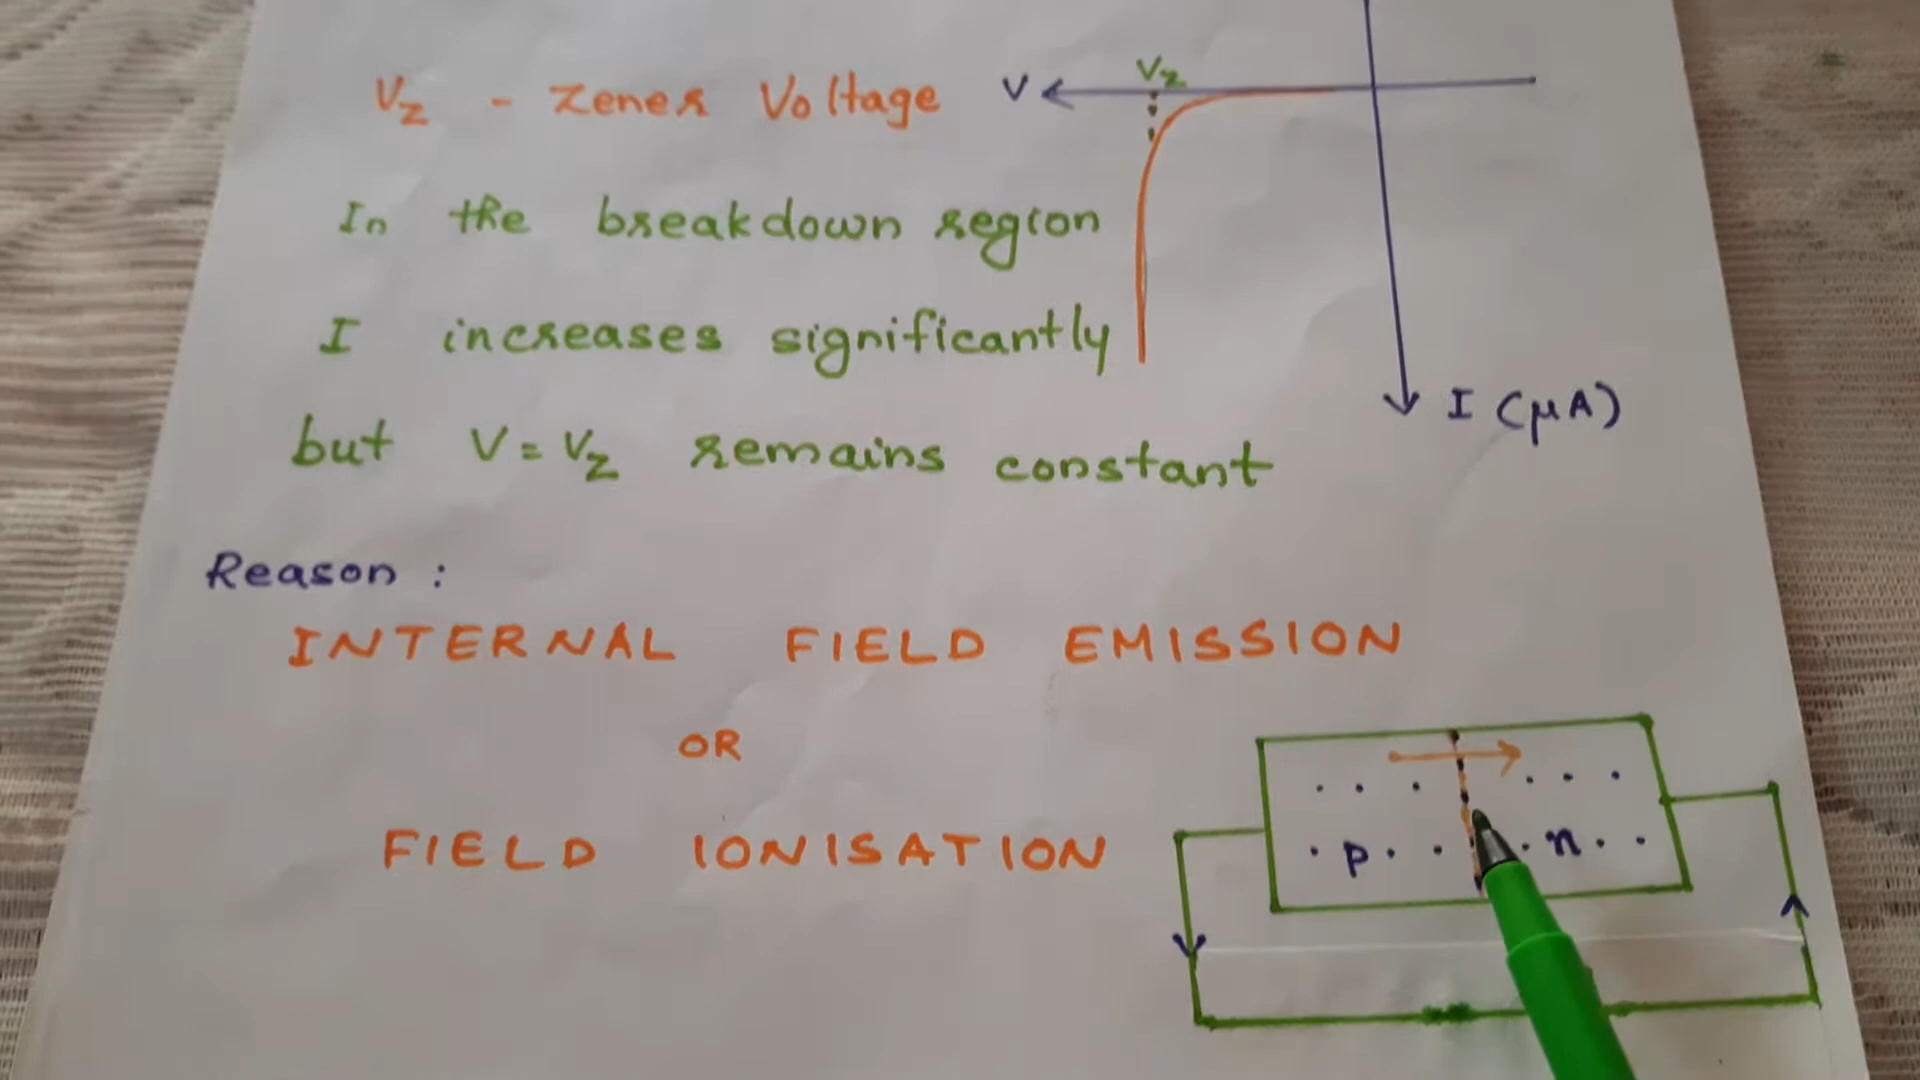 Vz - Zener Voltage
V
Vz
In the breakdown region
I increases significantly
but V = Vz remains constant
I (μA)
Reason :
INTERNAL FIELD EMISSION
OR
FIELD IONISATION
p n